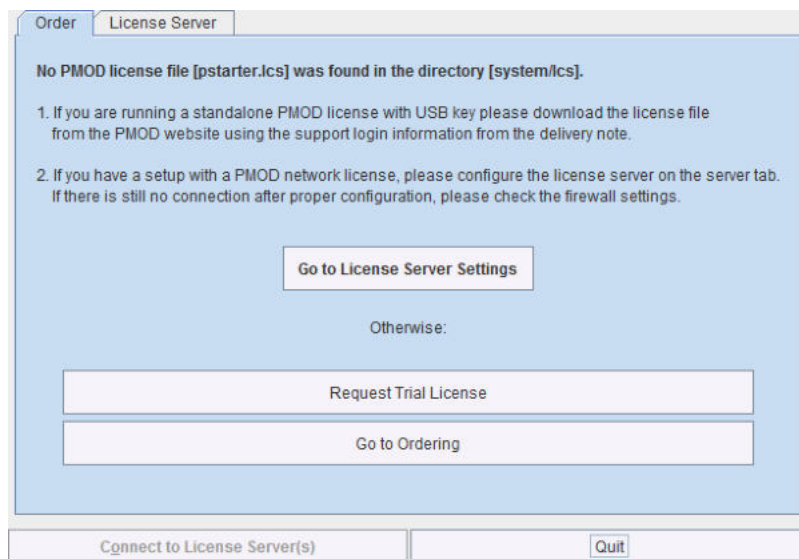 Order License Server
No PMOD license file [pstarter.lcs] was found in the directory [system/lcs].
1. If you are running a standalone PMOD license with USB key please download the license file
from the PMOD website using the support login information from the delivery note.
2. If you have a setup with a PMOD network license, please configure the license server on the server tab.
If there is still no connection after proper configuration, please check the firewall settings.
Go to License Server Settings
Otherwise:
Request Trial License
Go to Ordering
Connect to License Server(s) Quit